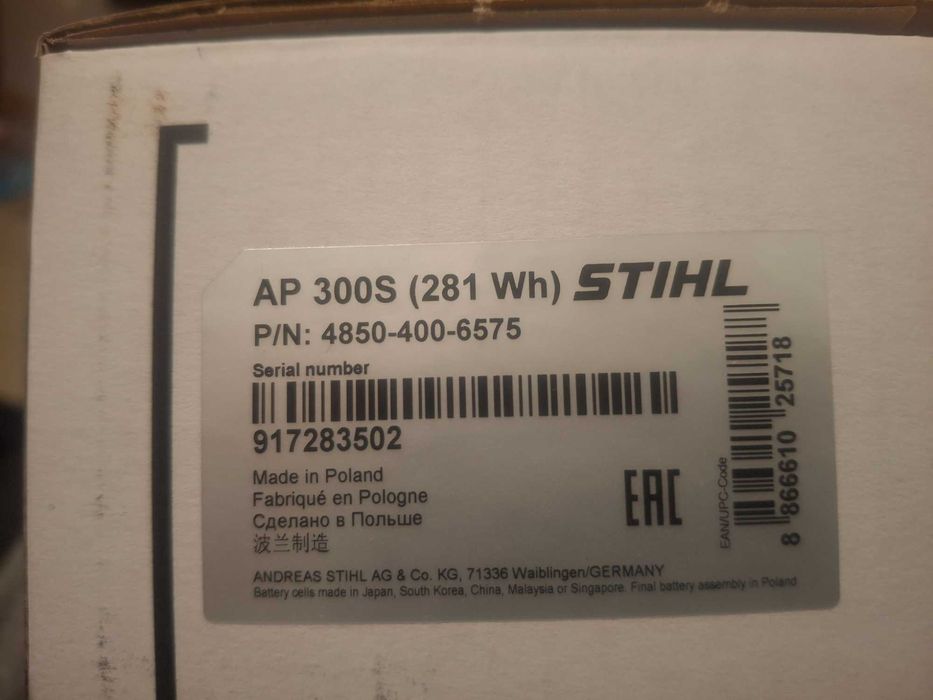 AP 300S (281 Wh) STIHL
P/N: 4850-400-6575
Serial number
917283502
Made in Poland
Fabriqué en Pologne
Сделано в Польше
波兰制造
EAC
ANDREAS STIHL AG & Co. KG, 71336 Waiblingen/GERMANY
Battery cells made in Japan, South Korea, China, Malaysia or Singapore. Final battery assembly in Poland
EAN/UPC-Code
8 866610 25718